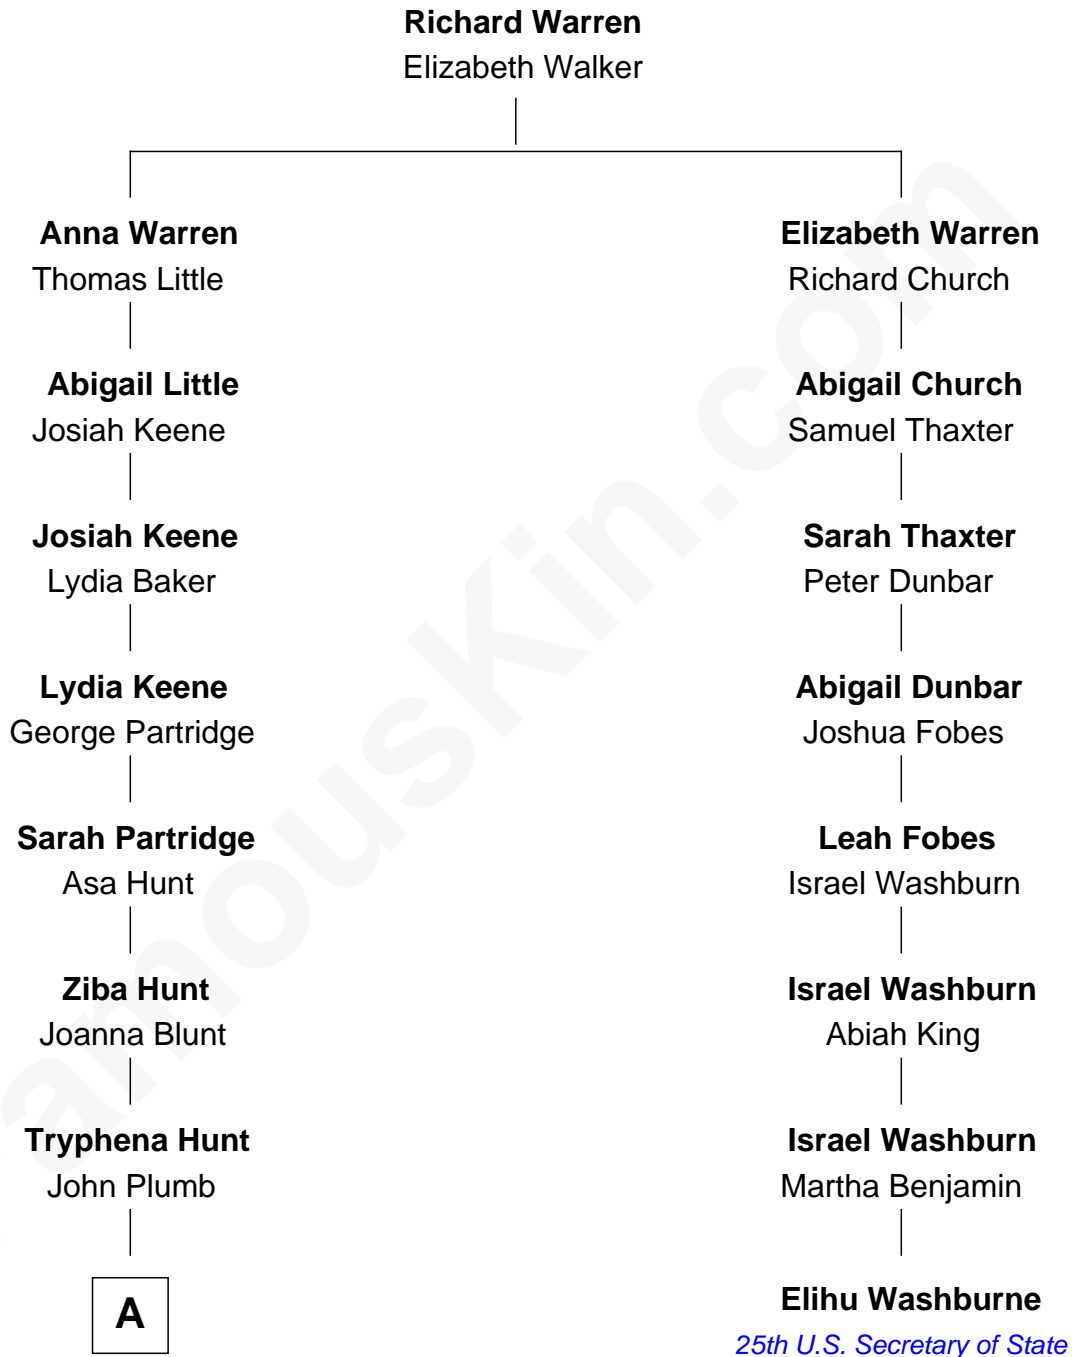 Richard Warren
Elizabeth Walker
Anna Warren
Thomas Little
Elizabeth Warren
Richard Church
Abigail Little
Josiah Keene
Abigail Church
Samuel Thaxter
Josiah Keene
Lydia Baker
Sarah Thaxter
Peter Dunbar
Lydia Keene
George Partridge
Abigail Dunbar
Joshua Fobes
Sarah Partridge
Asa Hunt
Leah Fobes
Israel Washburn
Ziba Hunt
Joanna Blunt
Israel Washburn
Abiah King
Tryphena Hunt
John Plumb
Israel Washburn
Martha Benjamin
A
Elihu Washburne
25th U.S. Secretary of State
amouskin.com